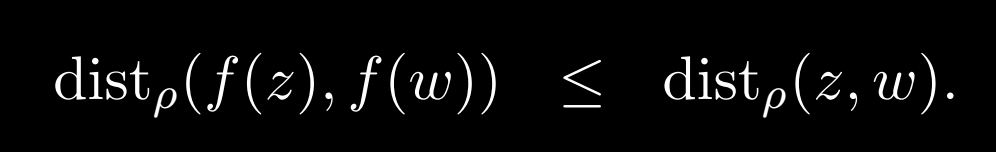 dist_ρ(f(z), f(w)) ≤ dist_ρ(z, w).